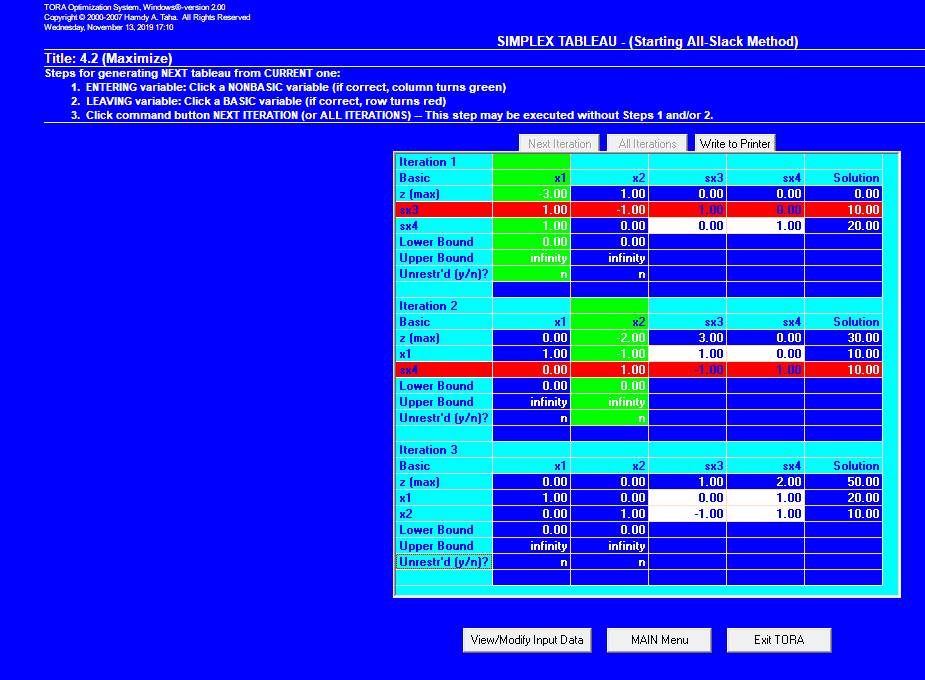 TORA Optimization System, Windows®-version 2.00
Copyright © 2000-2007 Hamdy A. Taha. All Rights Reserved
Wednesday, November 13, 2019 17:10
SIMPLEX TABLEAU - (Starting All-Slack Method)
Title: 4.2 (Maximize)
Steps for generating NEXT tableau from CURRENT one:
1. ENTERING variable: Click a NONBASIC variable (if correct, column turns green)
2. LEAVING variable: Click a BASIC variable (if correct, row turns red)
3. Click command button NEXT ITERATION (or ALL ITERATIONS) -- This step may be executed without Steps 1 and/or 2.
Next Iteration All Iterations Write to Printer
Iteration 1
Basic x1 x2 sx3 sx4 Solution
z (max) -3.00 1.00 0.00 0.00 0.00
sx3 1.00 -1.00 1.00 0.00 10.00
sx4 1.00 0.00 0.00 1.00 20.00
Lower Bound 0.00 0.00
Upper Bound infinity infinity
Unrestr'd (y/n)? n n
Iteration 2
Basic x1 x2 sx3 sx4 Solution
z (max) 0.00 -2.00 3.00 0.00 30.00
x1 1.00 -1.00 1.00 0.00 10.00
sx4 0.00 1.00 -1.00 1.00 10.00
Lower Bound 0.00 0.00
Upper Bound infinity infinity
Unrestr'd (y/n)? n n
Iteration 3
Basic x1 x2 sx3 sx4 Solution
z (max) 0.00 0.00 1.00 2.00 50.00
x1 1.00 0.00 0.00 1.00 20.00
x2 0.00 1.00 -1.00 1.00 10.00
Lower Bound 0.00 0.00
Upper Bound infinity infinity
Unrestr'd (y/n)? n n
View/Modify Input Data MAIN Menu Exit TORA